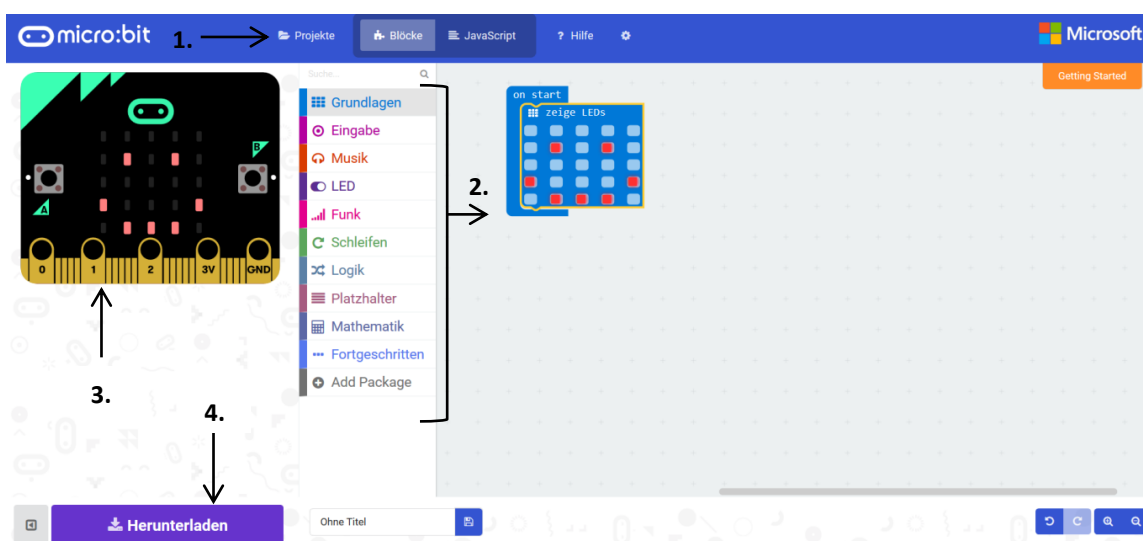 micro:bit
1.
Projekte
Blöcke
JavaScript
? Hilfe
Microsoft
Getting Started
Suche...
Grundlagen
Eingabe
Musik
LED
Funk
Schleifen
Logik
Platzhalter
Mathematik
Fortgeschritten
Add Package
2.
on start
zeige LEDs
A
B
0
1
2
3V
GND
3.
4.
Herunterladen
Ohne Titel